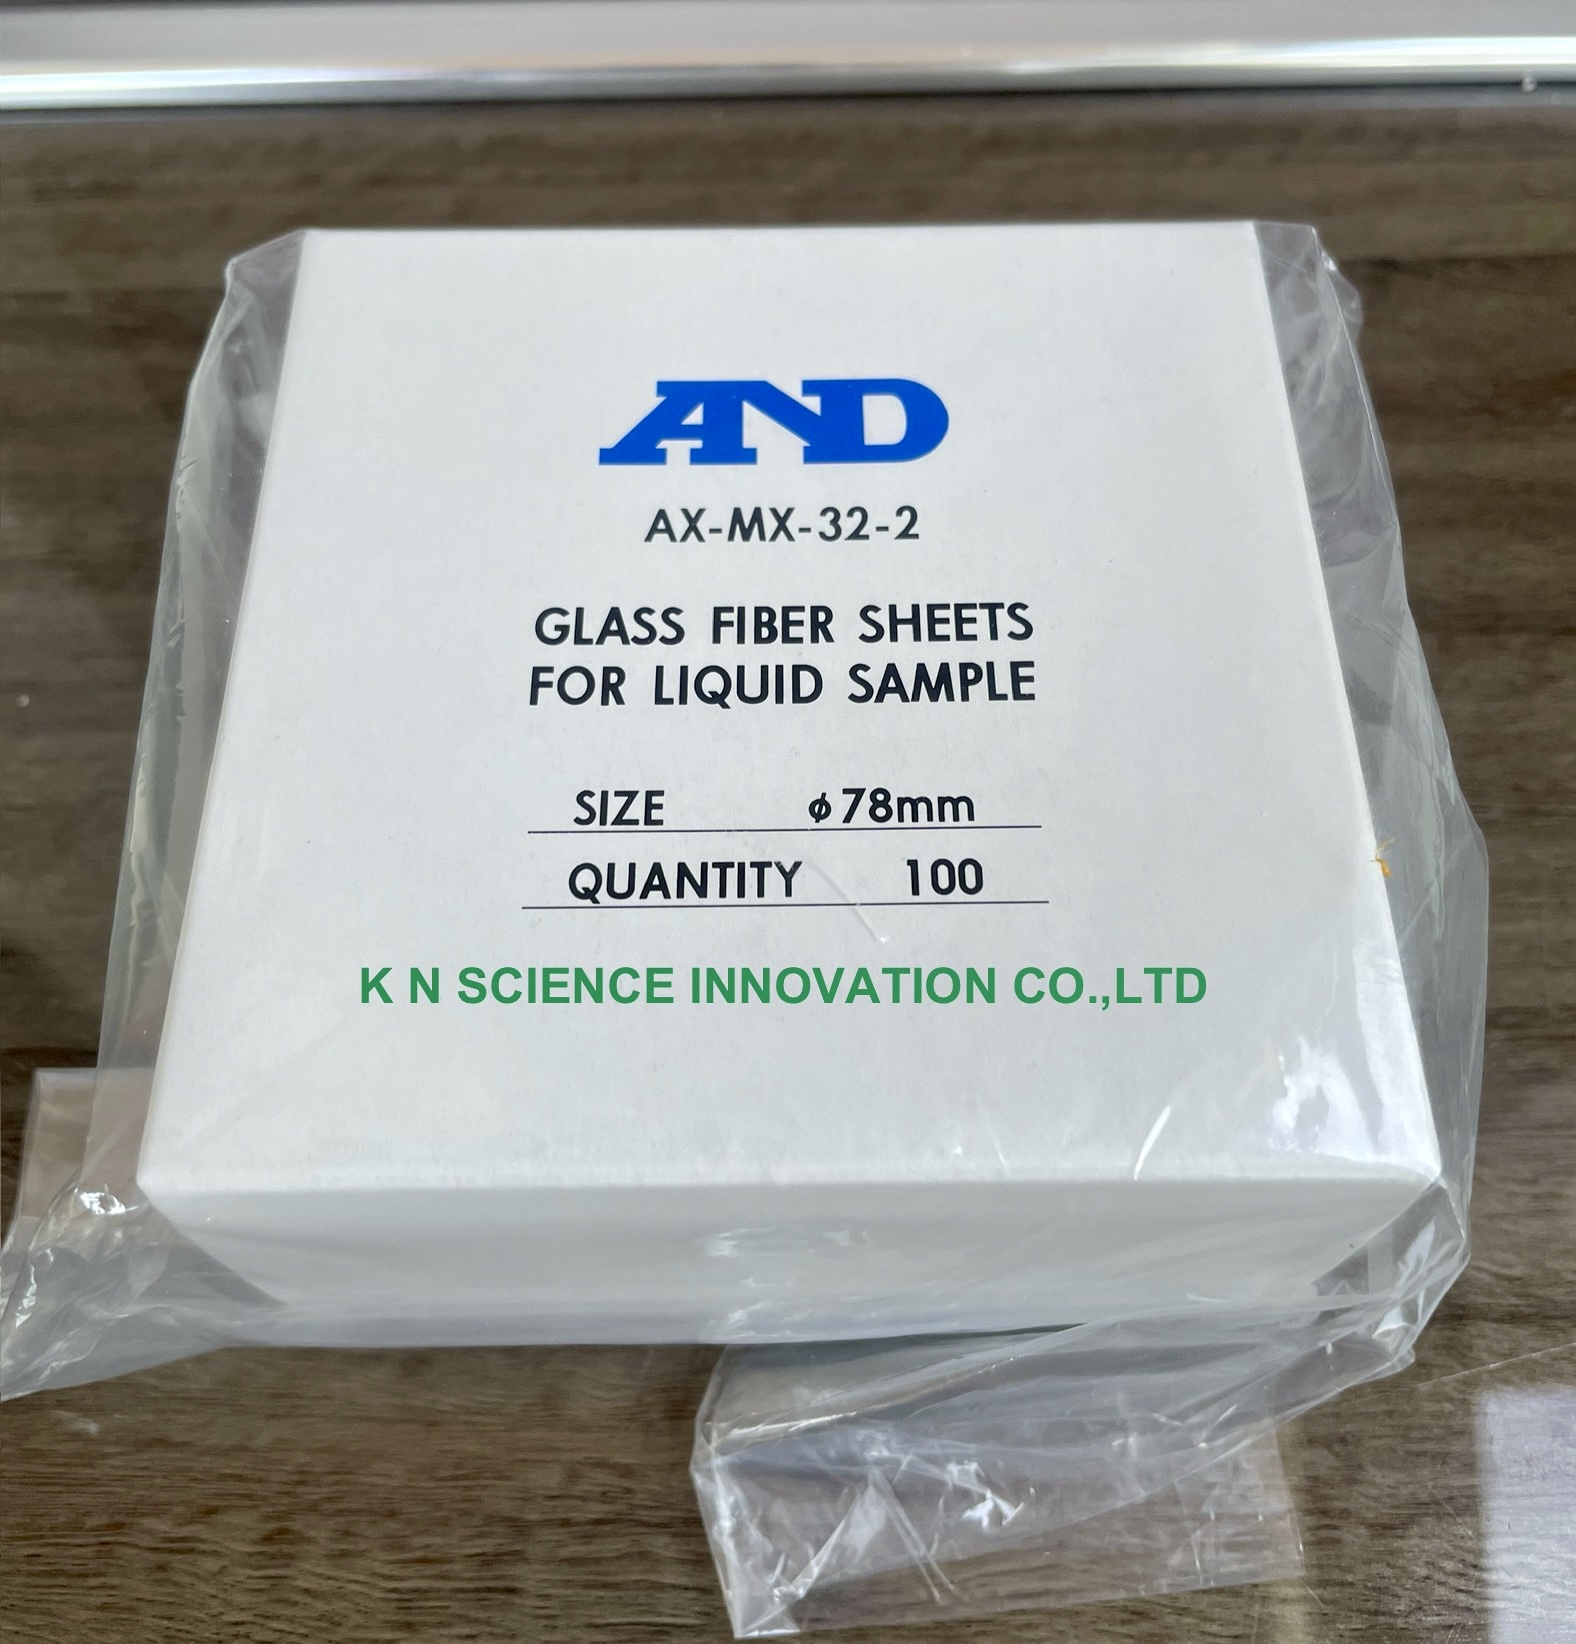 AND
AX-MX-32-2
GLASS FIBER SHEETS
FOR LIQUID SAMPLE
SIZE ϕ78mm
QUANTITY 100
K N SCIENCE INNOVATION CO.,LTD